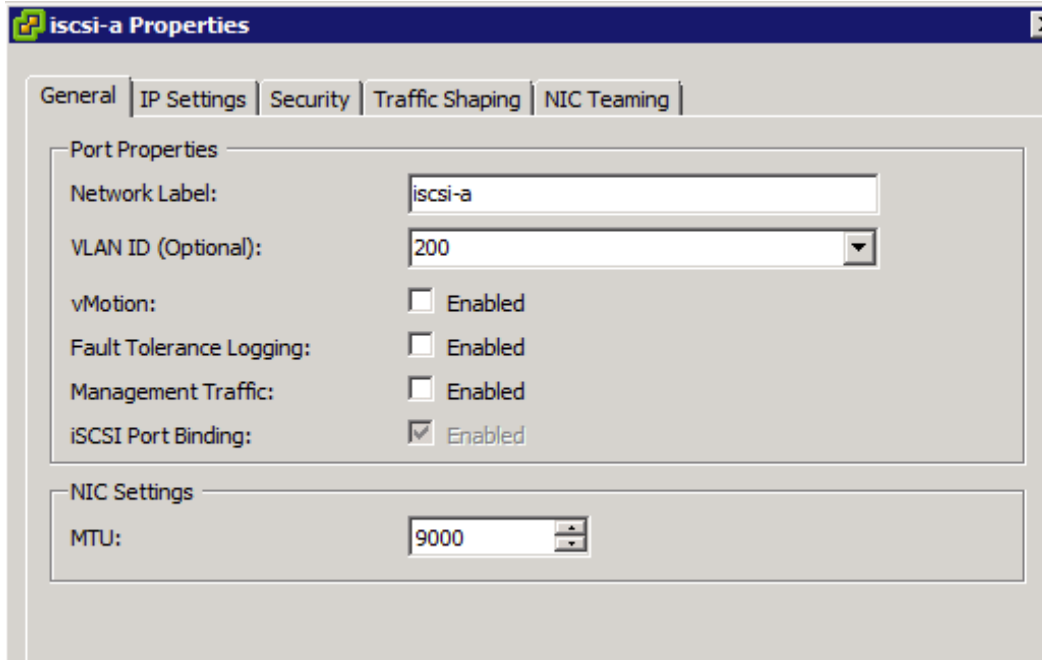 iscsi-a Properties
General IP Settings Security Traffic Shaping NIC Teaming
Port Properties
Network Label: iscsi-a
VLAN ID (Optional): 200
vMotion: Enabled
Fault Tolerance Logging: Enabled
Management Traffic: Enabled
iSCSI Port Binding: Enabled
NIC Settings
MTU: 9000